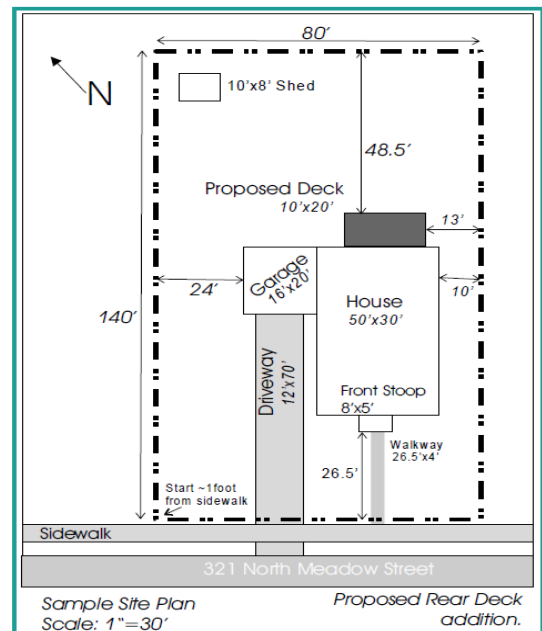 80'
N
10'x8' Shed
48.5'
Proposed Deck
10'x20'
13'
24'
Garage
16'x20'
10'
House
50'x30'
140'
Driveway
12'x70'
Front Stoop
8'x5'
Walkway
26.5'x4'
26.5'
Start ~1foot
from sidewalk
Sidewalk
321 North Meadow Street
Sample Site Plan
Scale: 1"=30'
Proposed Rear Deck
addition.